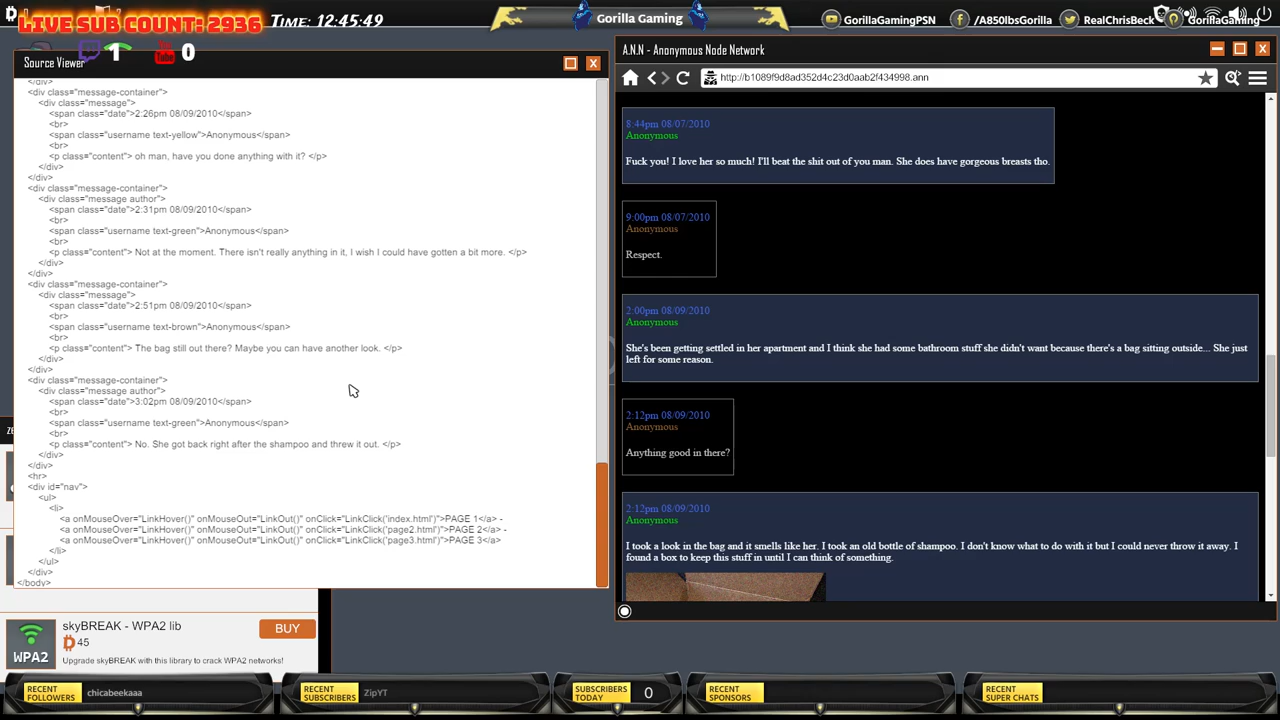 LIVE SUB COUNT: 2936
TIME: 12:45:49
1
0
Gorilla Gaming
GorillaGamingPSN
/A850lbsGorilla
RealChrisBeck
GorillaGaming
Source Viewer
</div>
<div class="message-container">
<div class="message">
<span class="date">2:26pm 08/09/2010</span>
<br>
<span class="username text-yellow">Anonymous</span>
<br>
<p class="content"> oh man, have you done anything with it? </p>
</div>
</div>
<div class="message-container">
<div class="message author">
<span class="date">2:31pm 08/09/2010</span>
<br>
<span class="username text-green">Anonymous</span>
<br>
<p class="content"> Not at the moment. There isn't really anything in it, I wish I could have gotten a bit more. </p>
</div>
</div>
<div class="message-container">
<div class="message">
<span class="date">2:51pm 08/09/2010</span>
<br>
<span class="username text-brown">Anonymous</span>
<br>
<p class="content"> The bag still out there? Maybe you can have another look. </p>
</div>
</div>
<div class="message-container">
<div class="message author">
<span class="date">3:02pm 08/09/2010</span>
<br>
<span class="username text-green">Anonymous</span>
<br>
<p class="content"> No. She got back right after the shampoo and threw it out. </p>
</div>
</div>
<hr>
<div id="nav">
<ul>
<li>
<a onMouseOver="LinkHover()" onMouseOut="LinkOut()" onClick="LinkClick('index.html')">PAGE 1</a> -
<a onMouseOver="LinkHover()" onMouseOut="LinkOut()" onClick="LinkClick('page2.html')">PAGE 2</a> -
<a onMouseOver="LinkHover()" onMouseOut="LinkOut()" onClick="LinkClick('page3.html')">PAGE 3</a>
</li>
</ul>
</div>
</body>
A.N.N - Anonymous Node Network
http://b1089f9d8ad352d4c23d0aab2f434998.ann
8:44pm 08/07/2010
Anonymous
Fuck you! I love her so much! I'll beat the shit out of you man. She does have gorgeous breasts tho.
9:00pm 08/07/2010
Anonymous
Respect.
2:00pm 08/09/2010
Anonymous
She's been getting settled in her apartment and I think she had some bathroom stuff she didn't want because there's a bag sitting outside... She just
left for some reason.
2:12pm 08/09/2010
Anonymous
Anything good in there?
2:12pm 08/09/2010
Anonymous
I took a look in the bag and it smells like her. I took an old bottle of shampoo. I don't know what to do with it but I could never throw it away. I
found a box to keep this stuff in until I can think of something.
WPA2
skyBREAK - WPA2 lib
45
BUY
Upgrade skyBREAK with this library to crack WPA2 networks!
RECENT
FOLLOWERS
chicabeekaaa
RECENT
SUBSCRIBERS
ZipYT
SUBSCRIBERS
TODAY
0
RECENT
SPONSORS
RECENT
SUPER CHATS